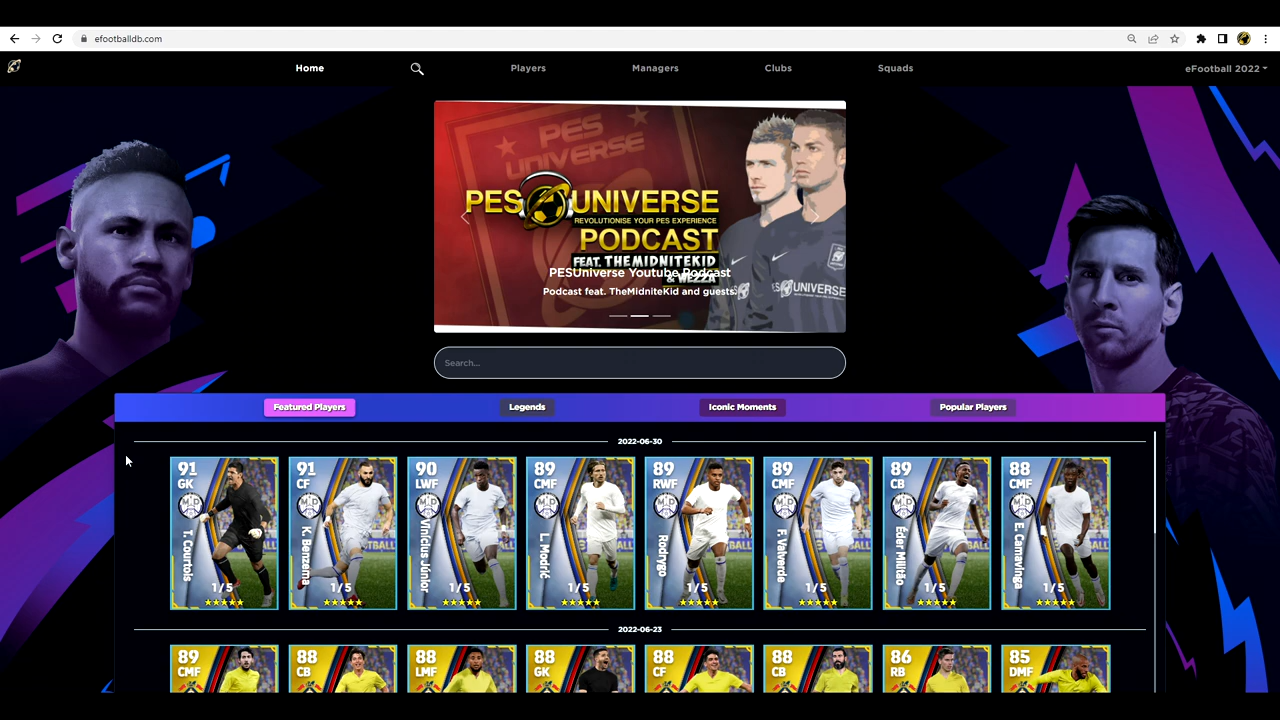 efootballdb.com
Home
Players
Managers
Clubs
Squads
eFootball 2022
PES UNIVERSE
PES UNIVERSE
REVOLUTIONISE YOUR PES EXPERIENCE
PODCAST
FEAT. THEMIDNITEKID
& WEZZA
PESUniverse Youtube Podcast
Podcast feat. TheMidniteKid and guests.
UNIVERSE
Search...
Featured Players
Legends
Iconic Moments
Popular Players
2022-06-30
91 GK T. Courtois 1/5
91 CF K. Benzema 1/5
90 LWF Vinícius Júnior 1/5
89 CMF L. Modrić 1/5
89 RWF Rodrygo 1/5
89 CMF F. Valverde 1/5
89 CB Éder Militão 1/5
88 CMF E. Camavinga 1/5
2022-06-23
89 CMF
88 CB
88 LMF
88 GK
88 CF
88 CB
86 RB
85 DMF